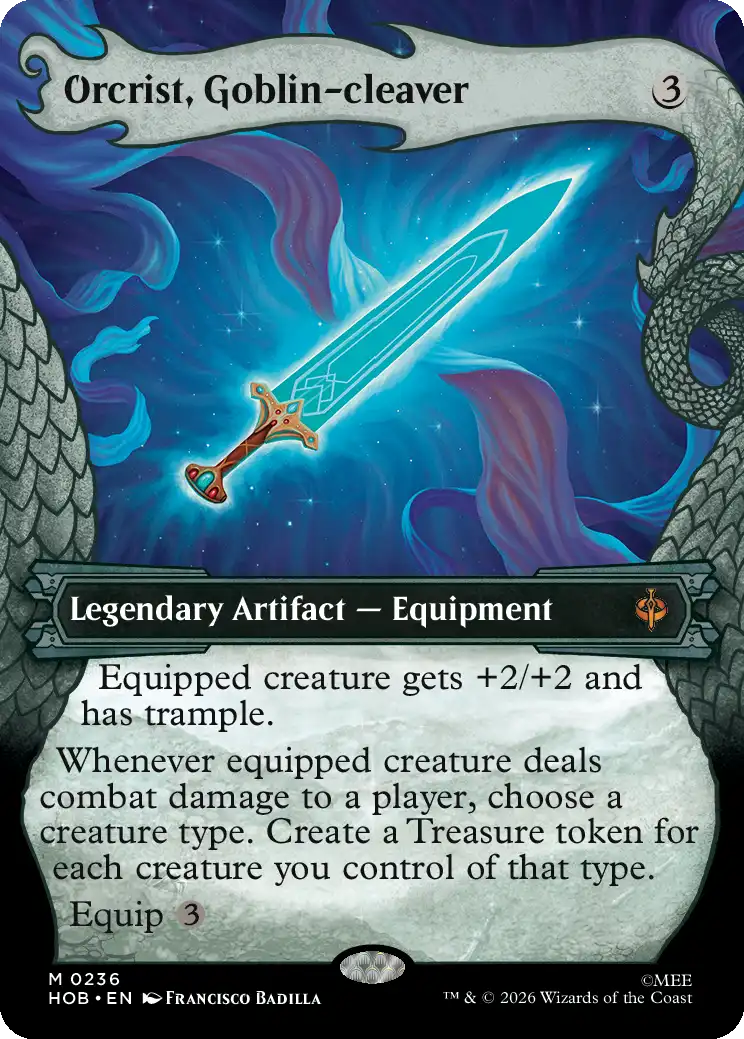 Orcrist, Goblin-cleaver 3
Legendary Artifact — Equipment
Equipped creature gets +2/+2 and
has trample.
Whenever equipped creature deals
combat damage to a player, choose a
creature type. Create a Treasure token for
each creature you control of that type.
Equip 3
M 0236
HOB • EN Francisco Badilla
©MEE
™ & © 2026 Wizards of the Coast